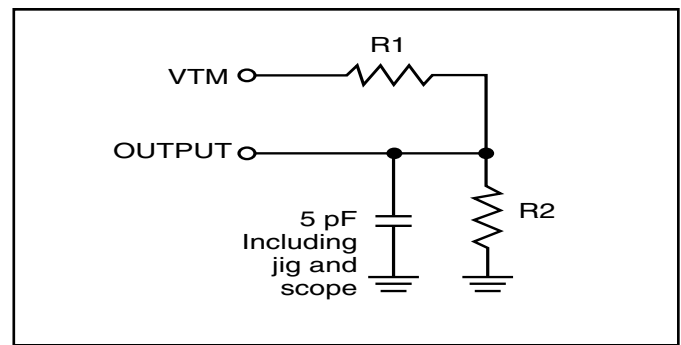 R1
VTM
OUTPUT
R2
5 pF
Including
jig and
scope